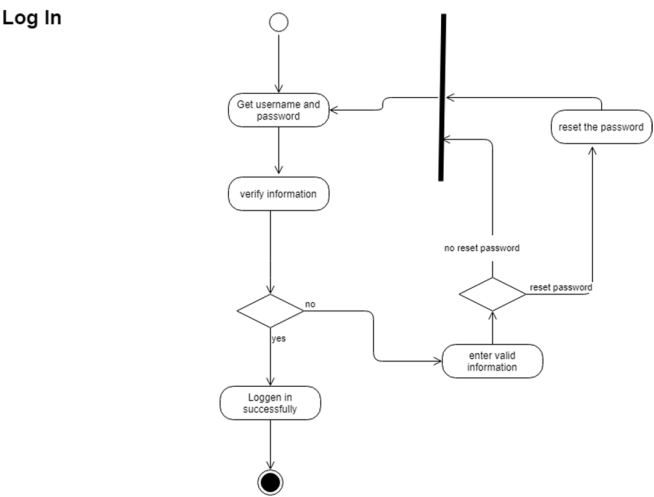 Log In
Get username and
password
reset the password
verify information
no reset password
reset password
no
yes
enter valid
information
Loggen in
successfully